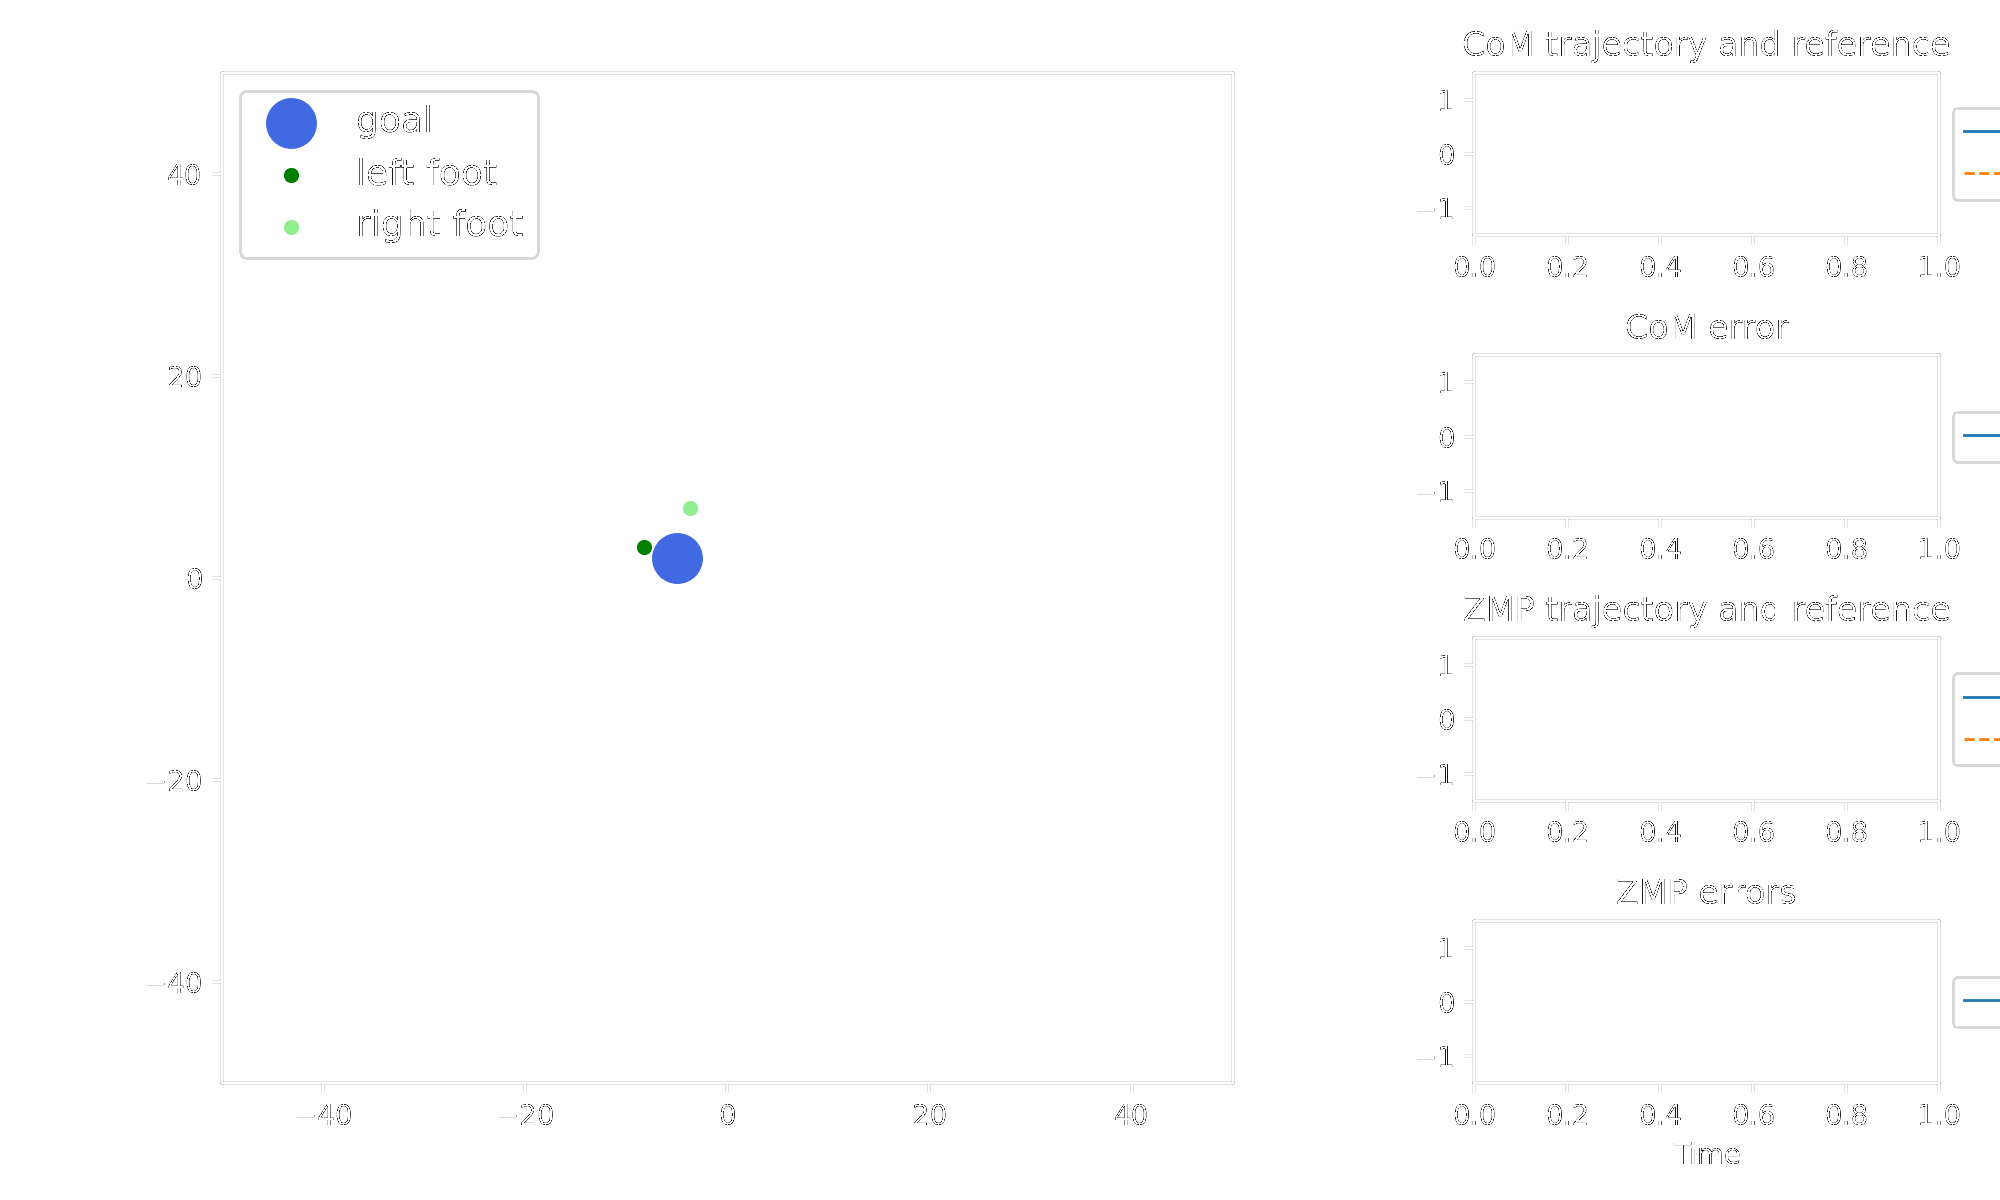 goal
left foot
right foot
40
20
0
−20
−40
−40 −20 0 20 40
CoM trajectory and reference
1
0
−1
0.0 0.2 0.4 0.6 0.8 1.0
CoM error
1
0
−1
0.0 0.2 0.4 0.6 0.8 1.0
ZMP trajectory and reference
1
0
−1
0.0 0.2 0.4 0.6 0.8 1.0
ZMP errors
1
0
−1
0.0 0.2 0.4 0.6 0.8 1.0
Time